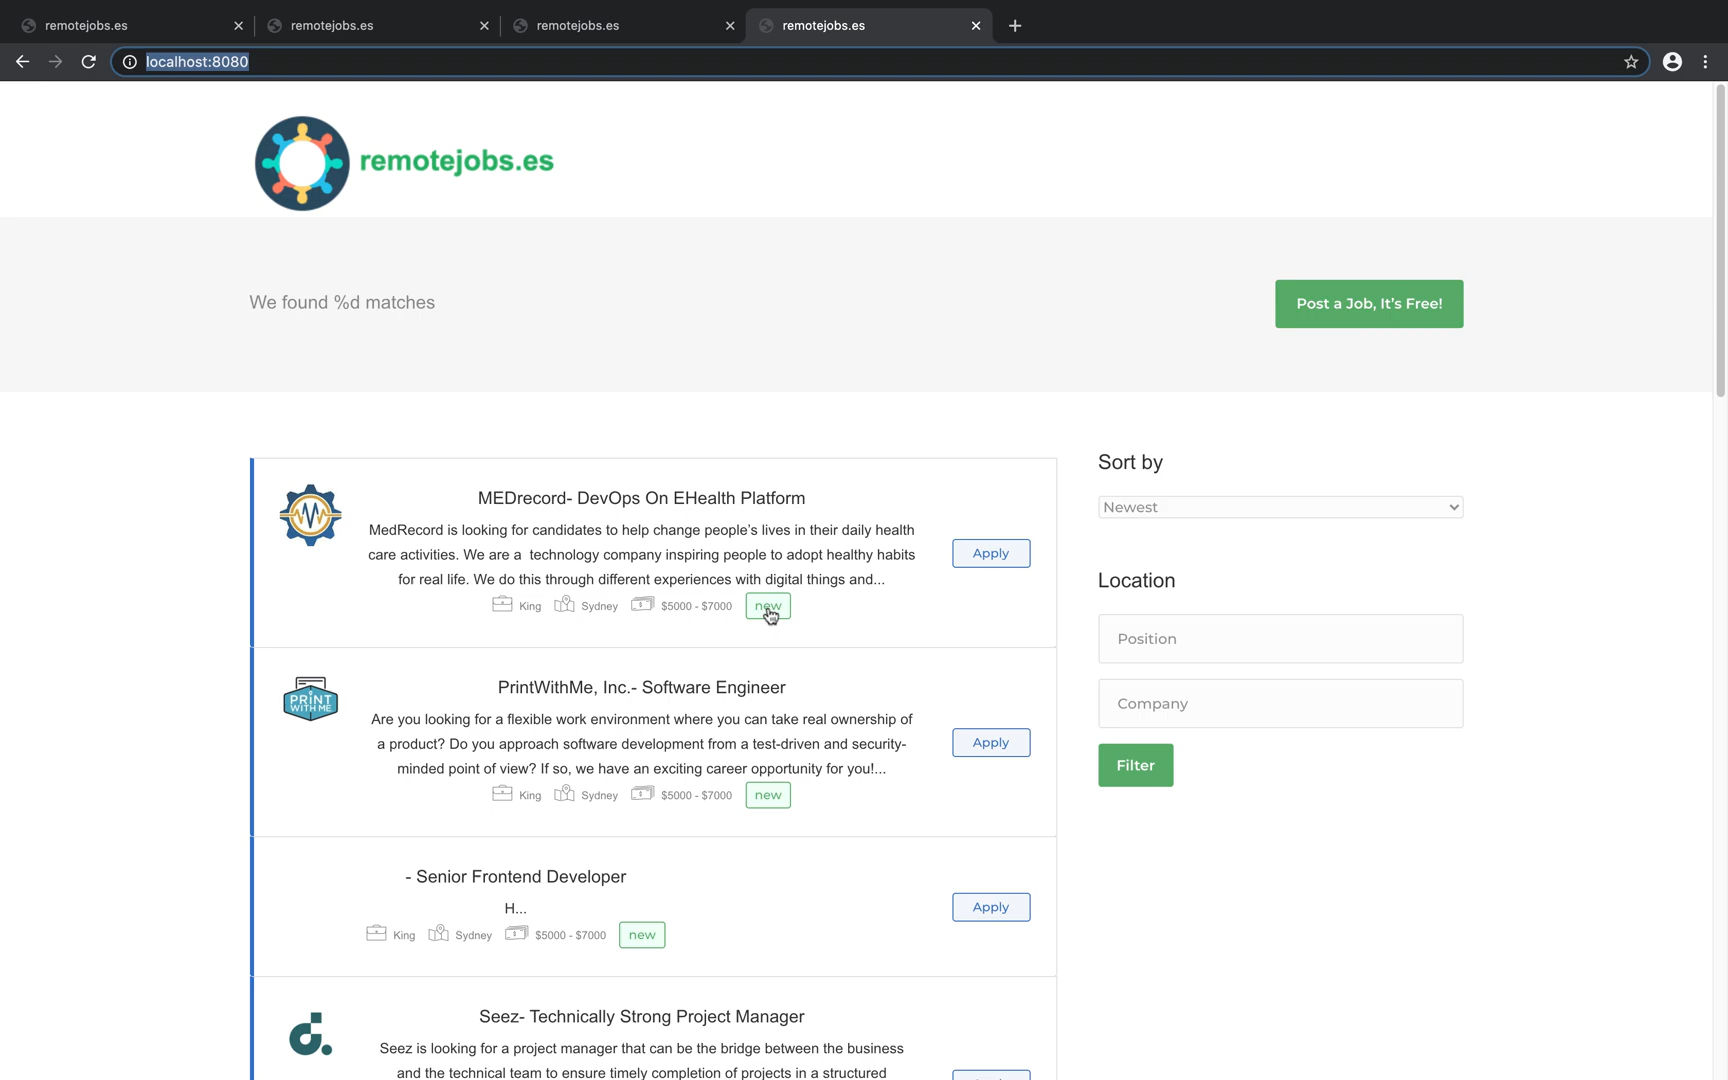 remotejobs.es
remotejobs.es
remotejobs.es
remotejobs.es
localhost:8080
remotejobs.es
We found %d matches
Post a Job, It's Free!
MEDrecord- DevOps On EHealth Platform
MedRecord is looking for candidates to help change people’s lives in their daily health
care activities. We are a technology company inspiring people to adopt healthy habits
for real life. We do this through different experiences with digital things and...
King Sydney $5000 - $7000 new
Apply
PRINT
WITH ME
PrintWithMe, Inc.- Software Engineer
Are you looking for a flexible work environment where you can take real ownership of
a product? Do you approach software development from a test-driven and security-
minded point of view? If so, we have an exciting career opportunity for you!...
King Sydney $5000 - $7000 new
Apply
- Senior Frontend Developer
H...
King Sydney $5000 - $7000 new
Apply
d.
Seez- Technically Strong Project Manager
Seez is looking for a project manager that can be the bridge between the business
and the technical team to ensure timely completion of projects in a structured
Sort by
Newest
Location
Position
Company
Filter